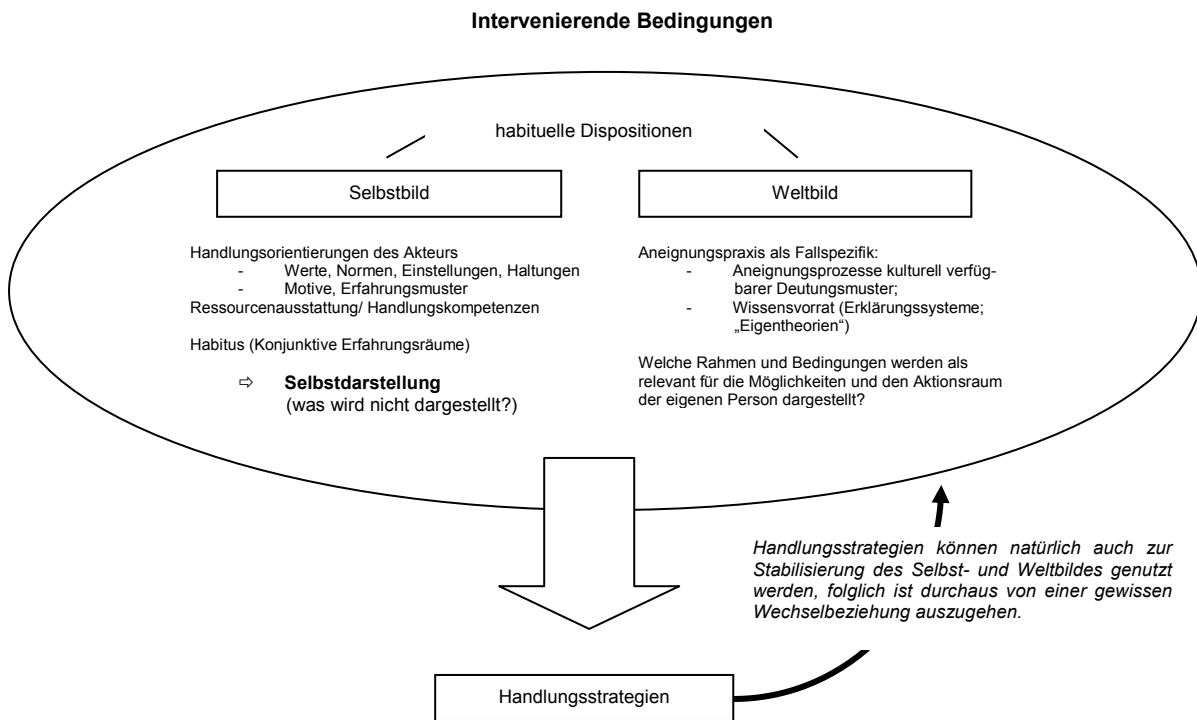 Intervenierende Bedingungen
habituelle Dispositionen
Selbstbild
Handlungsorientierungen des Akteurs
- Werte, Normen, Einstellungen, Haltungen
- Motive, Erfahrungsmuster
Ressourcenausstattung/ Handlungskompetenzen
Habitus (Konjunktive Erfahrungsräume)
⇨ Selbstdarstellung
(was wird nicht dargestellt?)
Weltbild
Aneignungspraxis als Fallspezifik:
- Aneignungsprozesse kulturell verfüg-
barer Deutungsmuster;
- Wissensvorrat (Erklärungssysteme;
„Eigentheorien“)
Welche Rahmen und Bedingungen werden als
relevant für die Möglichkeiten und den Aktionsraum
der eigenen Person dargestellt?
Handlungsstrategien können natürlich auch zur
Stabilisierung des Selbst- und Weltbildes genutzt
werden, folglich ist durchaus von einer gewissen
Wechselbeziehung auszugehen.
Handlungsstrategien